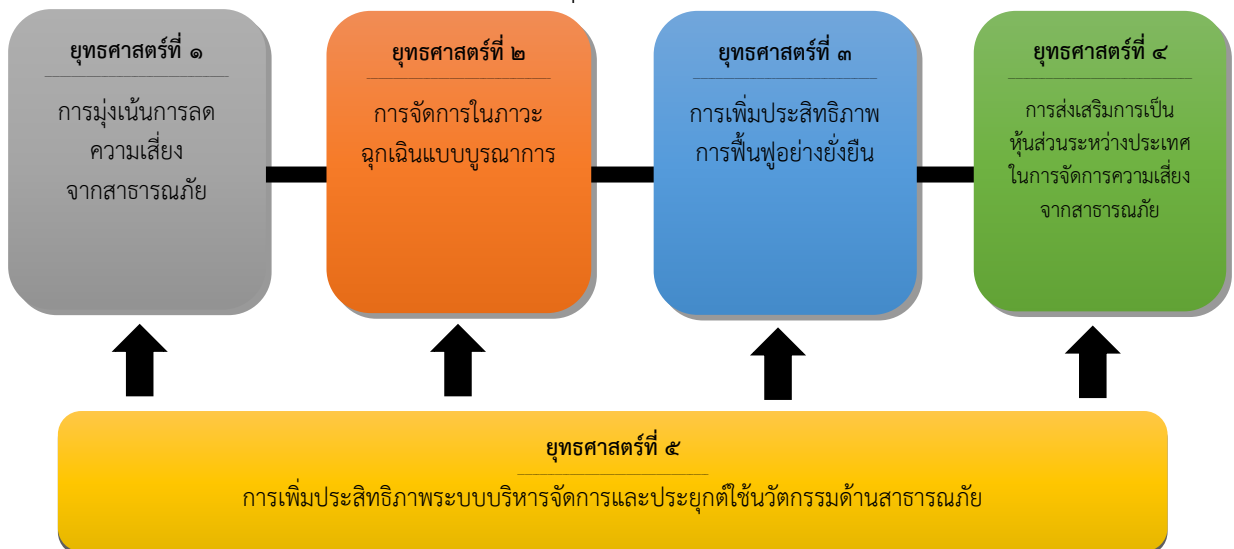 ยุทธศาสตร์ที่ ๑
การมุ่งเน้นการลด
ความเสี่ยง
จากสาธารณภัย
ยุทธศาสตร์ที่ ๒
การจัดการในภาวะ
ฉุกเฉินแบบบูรณาการ
ยุทธศาสตร์ที่ ๓
การเพิ่มประสิทธิภาพ
การฟื้นฟูอย่างยั่งยืน
ยุทธศาสตร์ที่ ๔
การส่งเสริมการเป็น
หุ้นส่วนระหว่างประเทศ
ในการจัดการความเสี่ยง
จากสาธารณภัย
ยุทธศาสตร์ที่ ๕
การเพิ่มประสิทธิภาพระบบบริหารจัดการและประยุกต์ใช้นวัตกรรมด้านสาธารณภัย